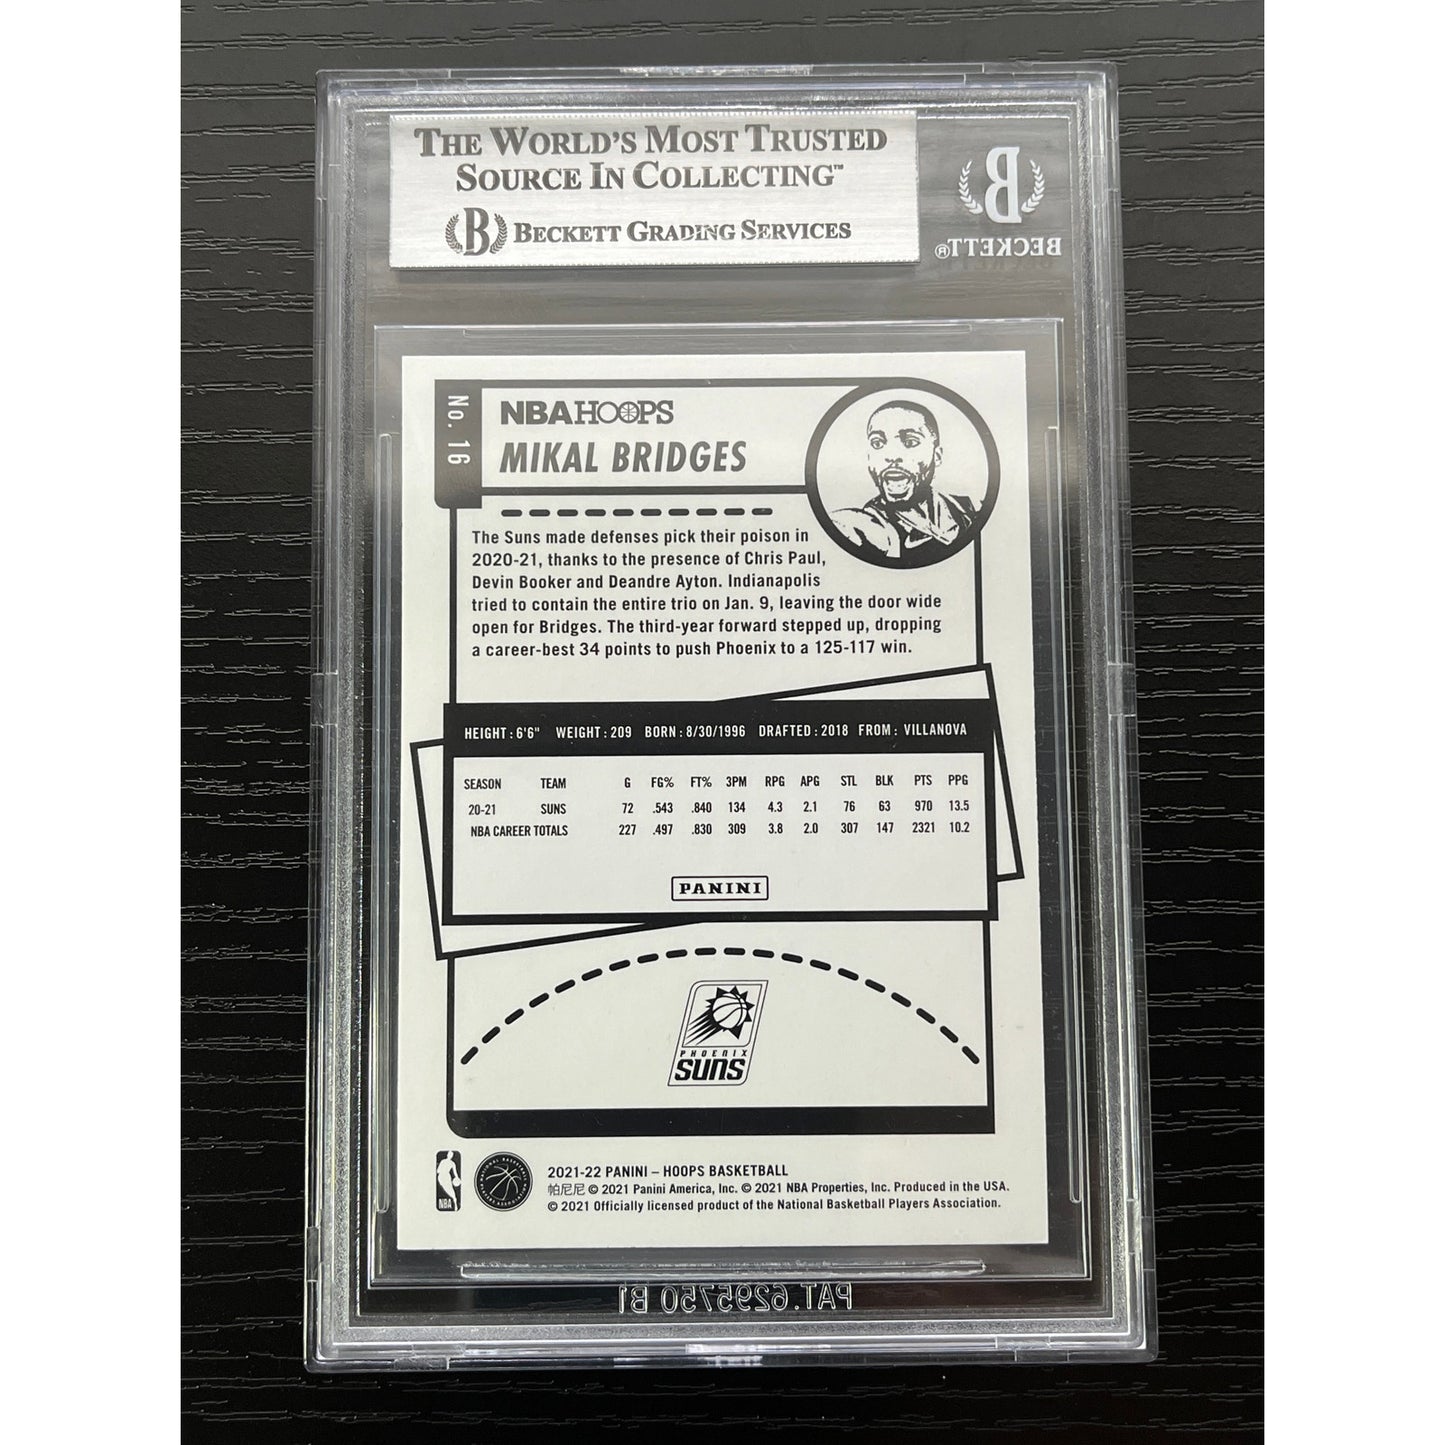 THE WORLD'S MOST TRUSTED
SOURCE IN COLLECTING™
B BECKETT GRADING SERVICES
B
BECKETT®
No. 16
NBA HOOPS
MIKAL BRIDGES
The Suns made defenses pick their poison in
2020-21, thanks to the presence of Chris Paul,
Devin Booker and Deandre Ayton. Indianapolis
tried to contain the entire trio on Jan. 9, leaving the door wide
open for Bridges. The third-year forward stepped up, dropping
a career-best 34 points to push Phoenix to a 125-117 win.
HEIGHT: 6'6" WEIGHT: 209 BORN: 8/30/1996 DRAFTED: 2018 FROM: VILLANOVA
SEASON TEAM G FG% FT% 3PM RPG APG STL BLK PTS PPG
20-21 SUNS 72 .543 .840 134 4.3 2.1 76 63 970 13.5
NBA CAREER TOTALS 227 .497 .830 309 3.8 2.0 307 147 2321 10.2
PANINI
PHOENIX
SUNS
NBA
NATIONAL BASKETBALL PLAYERS ASSOCIATION
2021-22 PANINI – HOOPS BASKETBALL
帕尼尼 © 2021 Panini America, Inc. © 2021 NBA Properties, Inc. Produced in the USA.
© 2021 Officially licensed product of the National Basketball Players Association.
PAT.6295750 B1